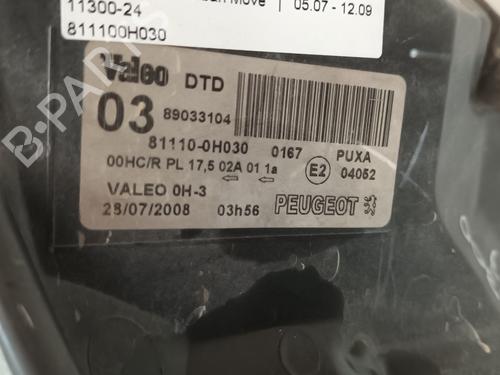 Move | 05.07 - 12.09
11300-24
811100H030
Valeo DTD
03 89033104
81110-0H030 0167 PUXA
00HC/R PL 17,5 02A 01 1a E2 04052
VALEO 0H-3
28/07/2008 03h56 PEUGEOT
B-PARTS